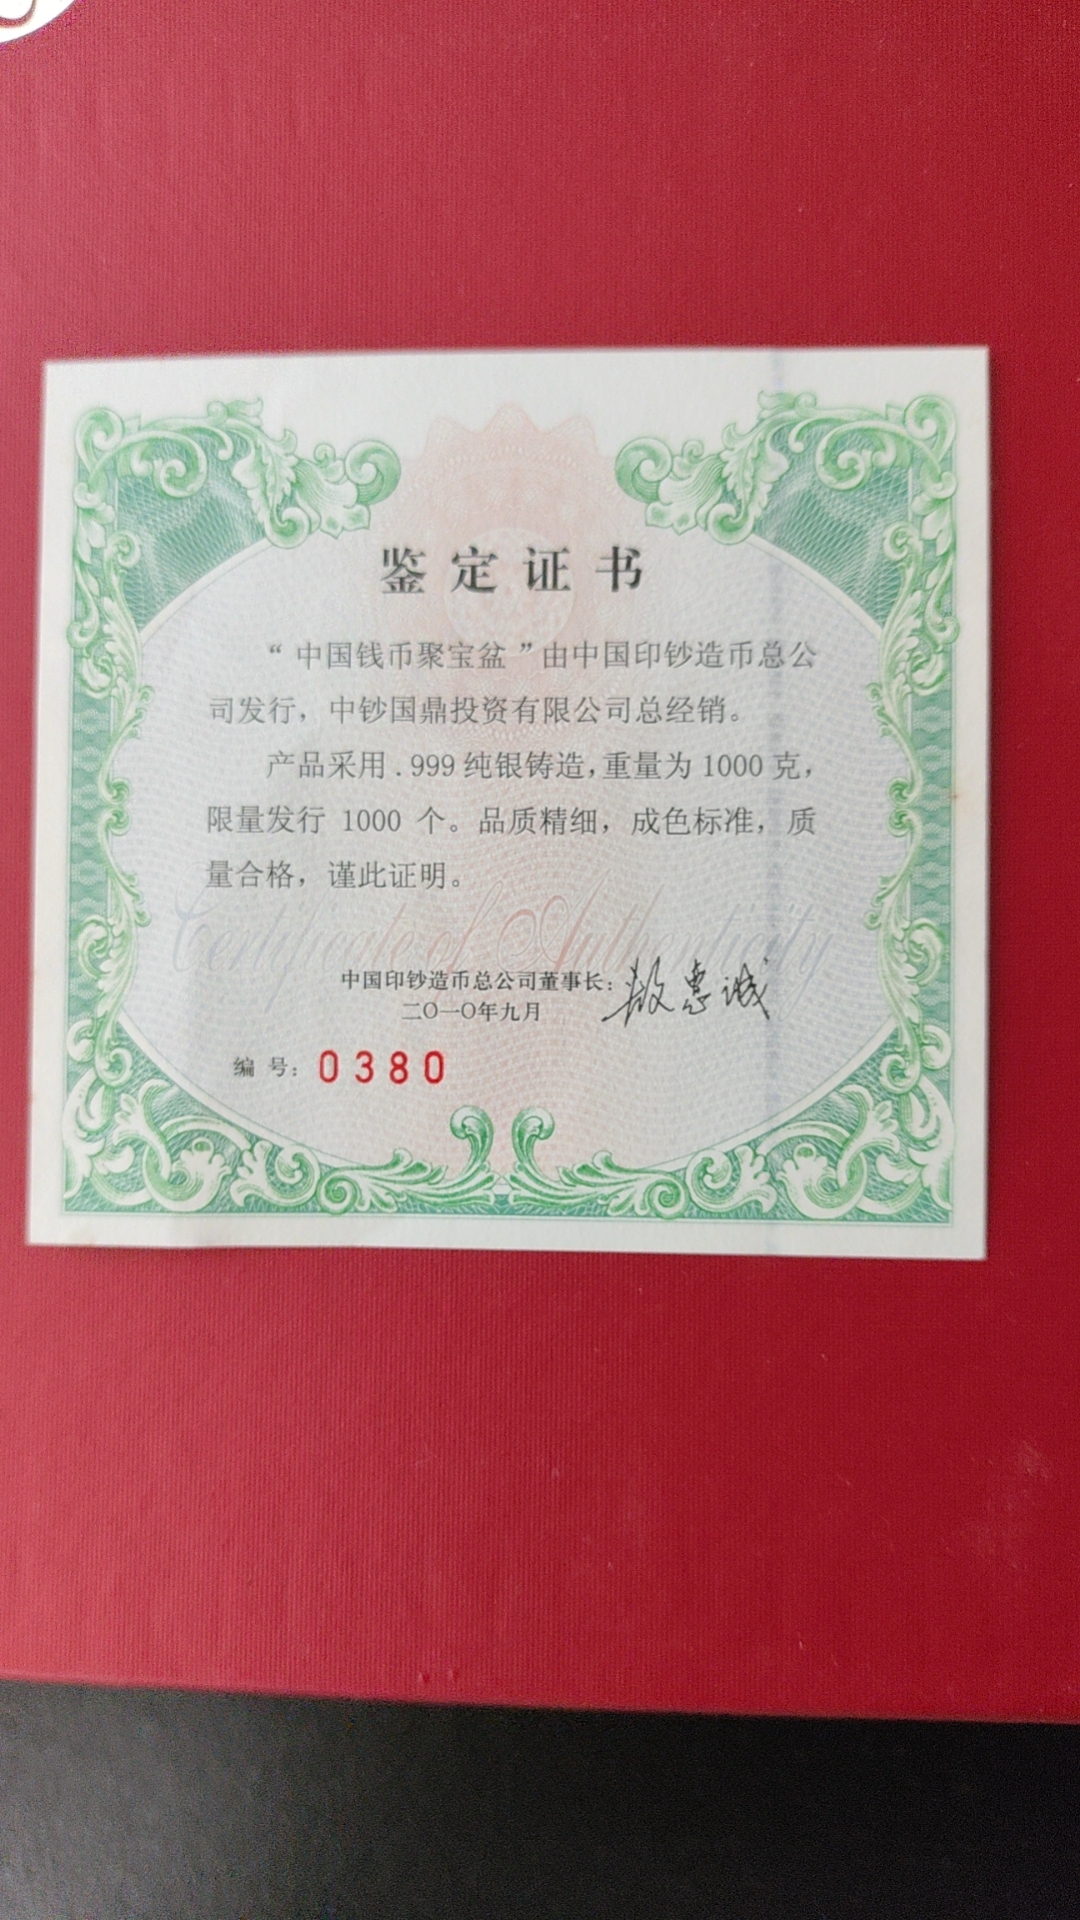 鉴定证书
“中国钱币聚宝盆”由中国印钞造币总公
司发行，中钞国鼎投资有限公司总经销。
产品采用.999纯银铸造，重量为1000克，
限量发行1000个。品质精细，成色标准，质
量合格，谨此证明。
Certificate of Authenticity
中国印钞造币总公司董事长：敖惠诚
二〇一〇年九月
编号：0380